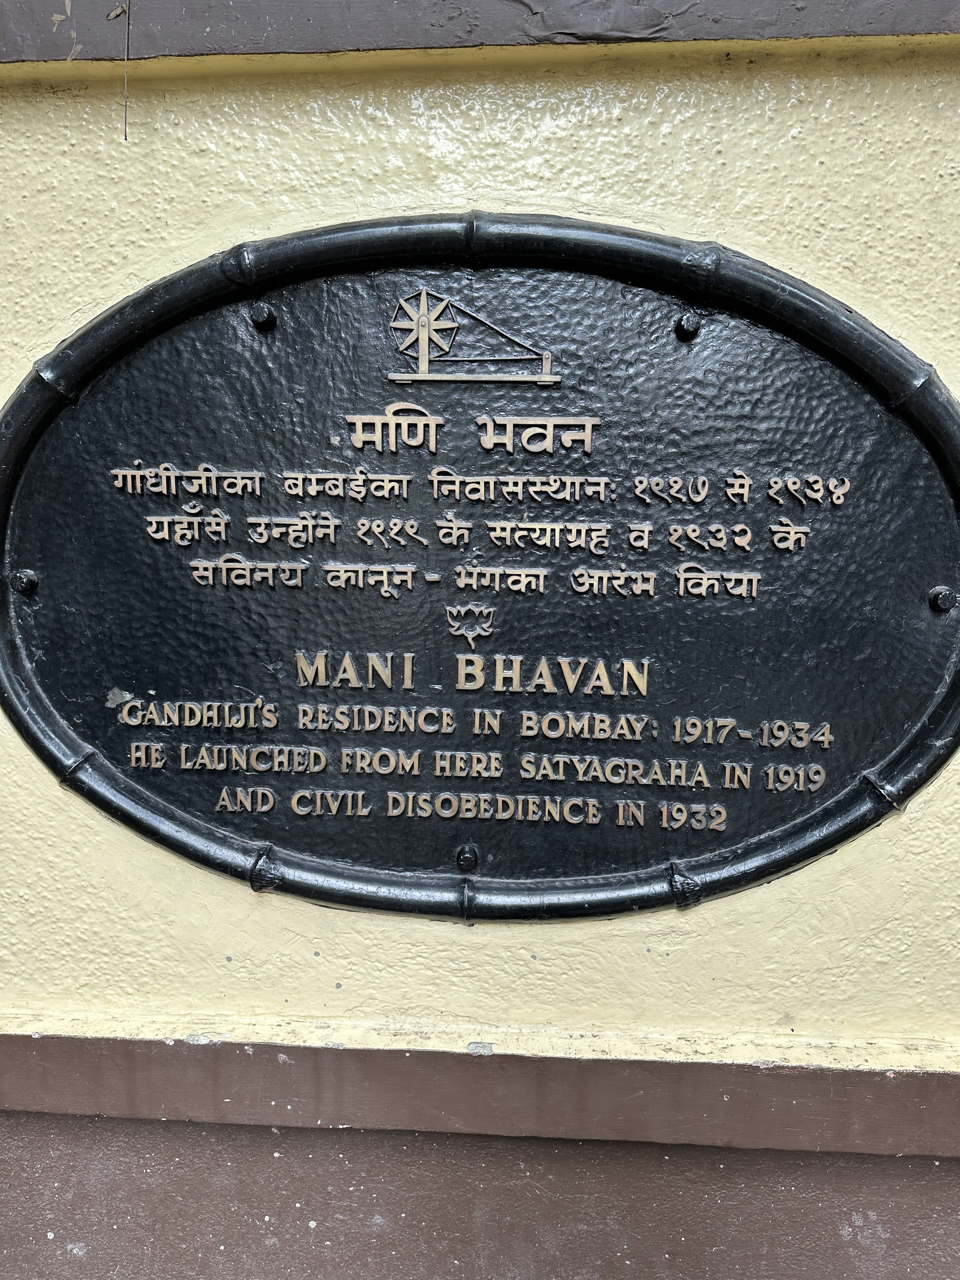 मणि भवन
गांधीजीका बम्बईका निवासस्थान: १९१७ से १९३४
यहाँसे उन्होंने १९१९ के सत्याग्रह व १९३२ के
सविनय कानून - भंगका आरंभ किया
MANI BHAVAN
GANDHIJI'S RESIDENCE IN BOMBAY: 1917-1934
HE LAUNCHED FROM HERE SATYAGRAHA IN 1919
AND CIVIL DISOBEDIENCE IN 1932